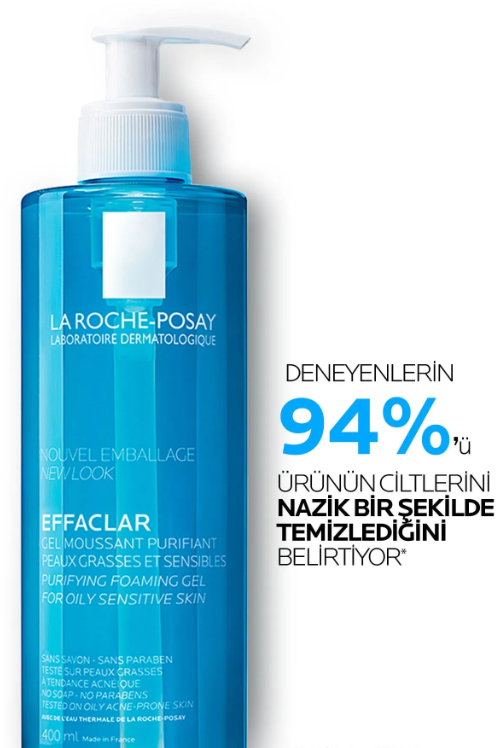 LA ROCHE-POSAY
LABORATOIRE DERMATOLOGIQUE
NOUVEL EMBALLAGE
NEW LOOK
EFFACLAR
GEL MOUSSANT PURIFIANT
PEAUX GRASSES ET SENSIBLES
PURIFYING FOAMING GEL
FOR OILY SENSITIVE SKIN
SANS SAVON - SANS PARABEN
TESTÉ SUR PEAUX GRASSES
À TENDANCE ACNÉIQUE
NO SOAP - NO PARABENS
TESTED ON OILY ACNE-PRONE SKIN
AVEC DE L'EAU THERMALE DE LA ROCHE-POSAY
400 ml Made in France
DENEYENLERİN
94%'ü
ÜRÜNÜN CİLTLERİNİ
NAZİK BİR ŞEKİLDE
TEMİZLEDİĞİNİ
BELİRTİYOR*